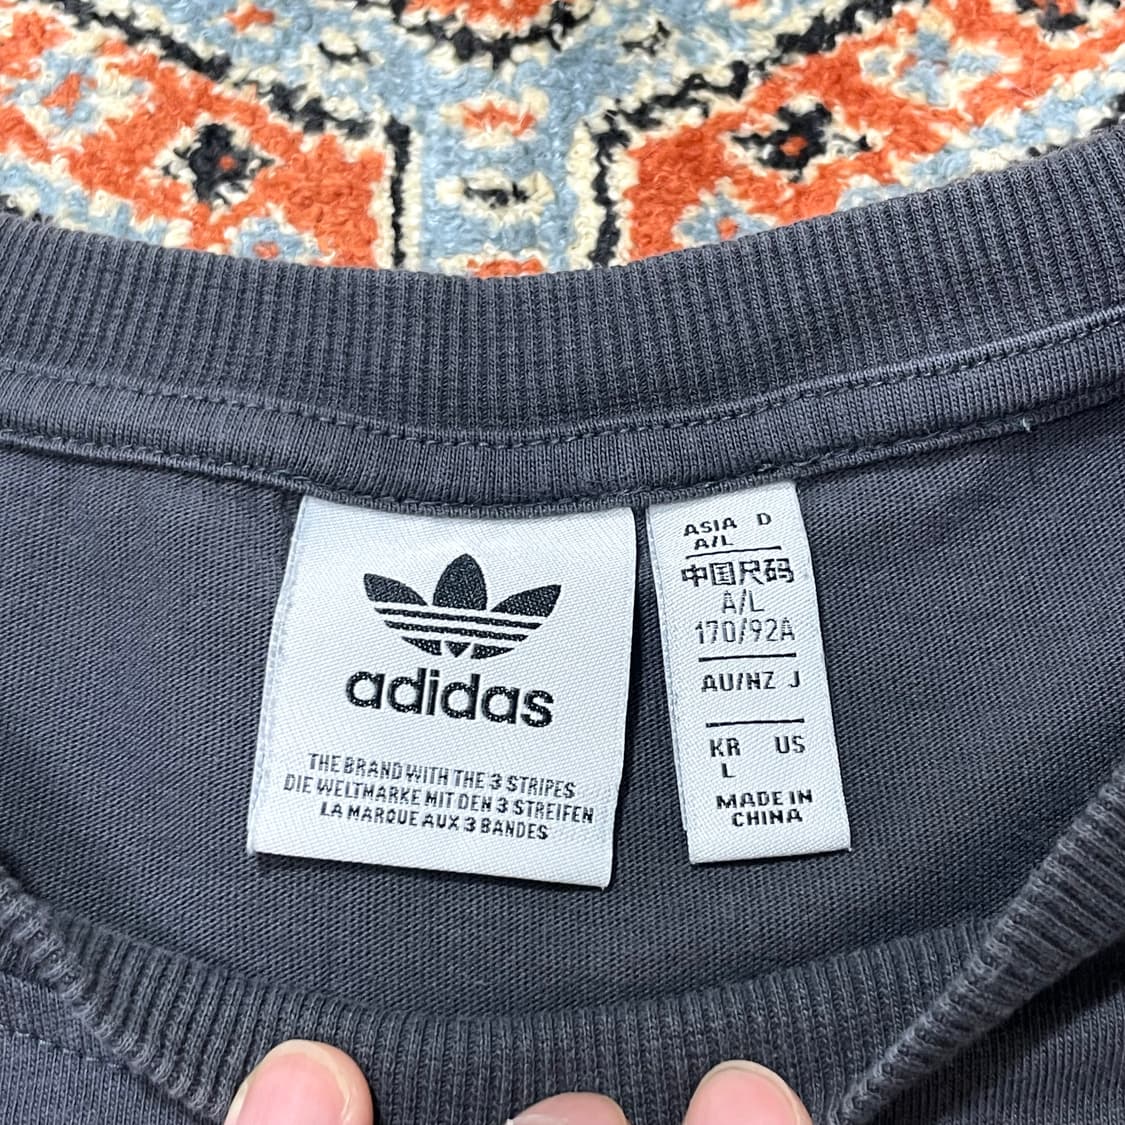 adidas
THE BRAND WITH THE 3 STRIPES
DIE WELTMARKE MIT DEN 3 STREIFEN
LA MARQUE AUX 3 BANDES
ASIA D
A/L
中国尺码
A/L
170/92A
AU/NZ J
KR US
L
MADE IN
CHINA